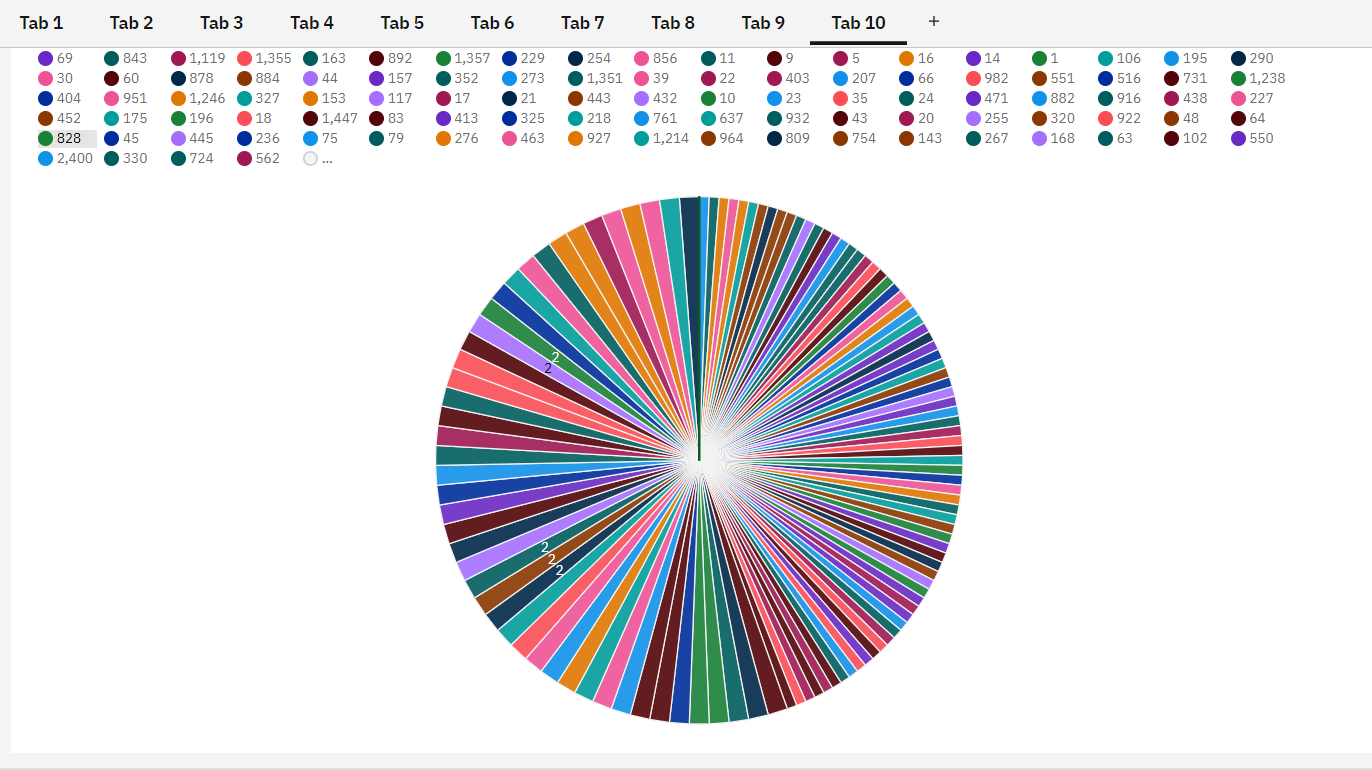 Tab 1 Tab 2 Tab 3 Tab 4 Tab 5 Tab 6 Tab 7 Tab 8 Tab 9 Tab 10 +
69 843 1,119 1,355 163 892 1,357 229 254 856 11 9 5 16 14 1 106 195 290
30 60 878 884 44 157 352 273 1,351 39 22 403 207 66 982 551 516 731 1,238
404 951 1,246 327 153 117 17 21 443 432 10 23 35 24 471 882 916 438 227
452 175 196 18 1,447 83 413 325 218 761 637 932 43 20 255 320 922 48 64
828 45 445 236 75 79 276 463 927 1,214 964 809 754 143 267 168 63 102 550
2,400 330 724 562 ...
2
2
2
2
2